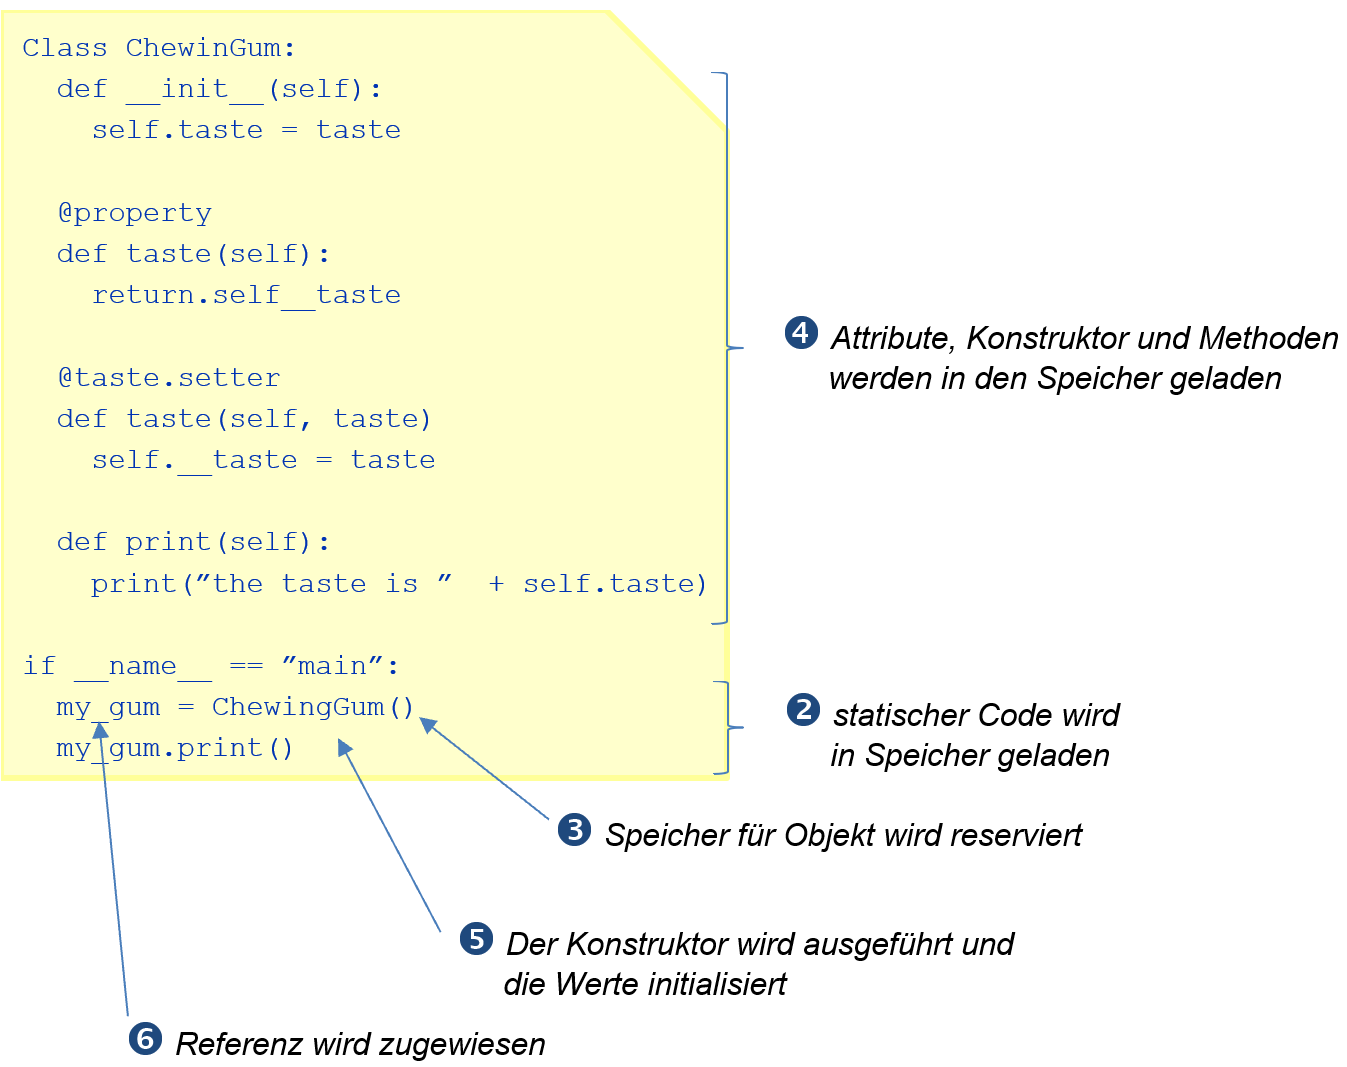 Class ChewinGum:
  def __init__(self):
    self.taste = taste

  @property
  def taste(self):
    return.self__taste

  @taste.setter
  def taste(self, taste)
    self.__taste = taste

  def print(self):
    print(”the taste is ”  + self.taste)

if __name__ == ”main”:
  my_gum = ChewingGum()
  my_gum.print()
4 Attribute, Konstruktor und Methoden
werden in den Speicher geladen
2 statischer Code wird
in Speicher geladen
3 Speicher für Objekt wird reserviert
5 Der Konstruktor wird ausgeführt und
die Werte initialisiert
6 Referenz wird zugewiesen